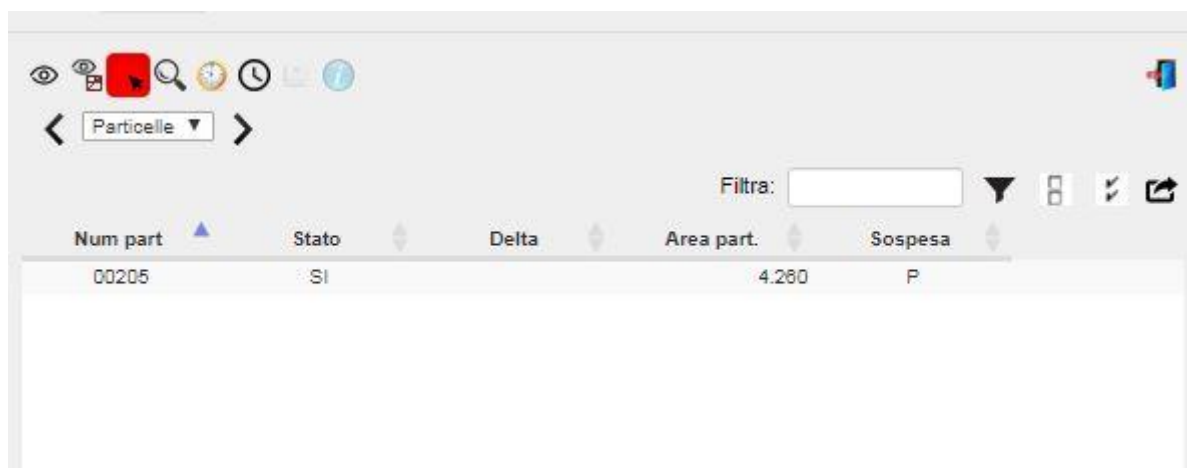 Particelle
Filtra:
Num part Stato Delta Area part. Sospesa
00205 SI 4.260 P